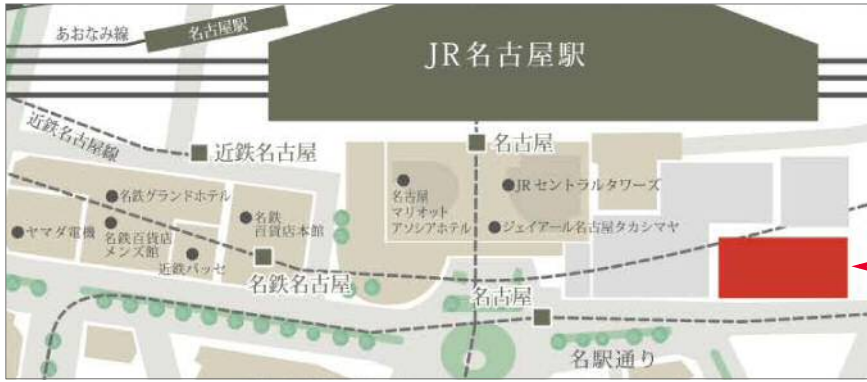 あおなみ線
名古屋駅
JR名古屋駅
近鉄名古屋線
近鉄名古屋
名古屋
名鉄グランドホテル
名古屋
マリオット
アソシアホテル
JRセントラルタワーズ
ヤマダ電機
名鉄
百貨店
メンズ館
名鉄
百貨店本館
ジェイアール名古屋タカシマヤ
近鉄パッセ
名鉄名古屋
名古屋
名駅通り